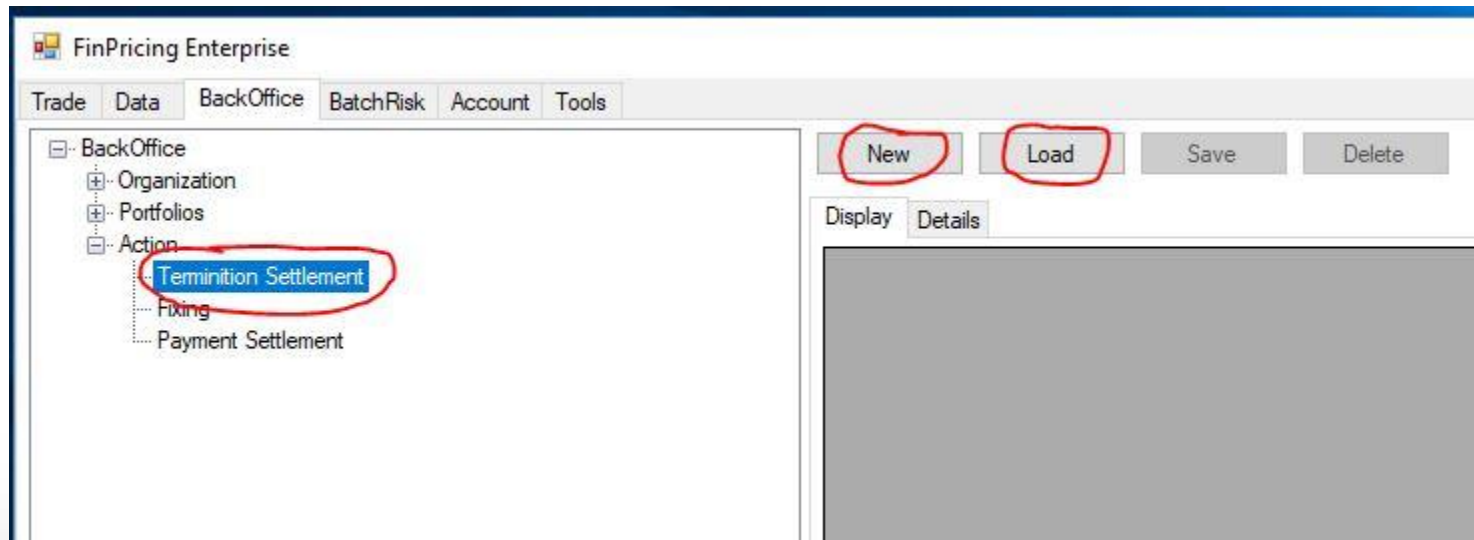 FinPricing Enterprise
Trade Data BackOffice BatchRisk Account Tools
BackOffice
Organization
Portfolios
Action
Terminition Settlement
Fixing
Payment Settlement
New Load Save Delete
Display Details